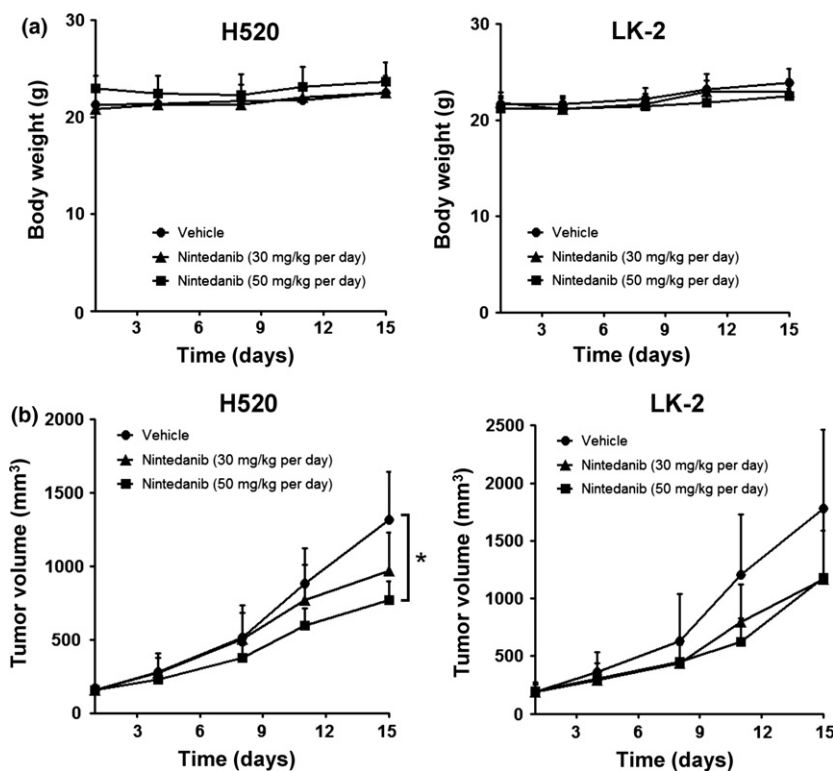 (a)
H520
Body weight (g)
30
20
10
0
Vehicle
Nintedanib (30 mg/kg per day)
Nintedanib (50 mg/kg per day)
3 6 9 12 15
Time (days)
LK-2
Body weight (g)
30
20
10
0
Vehicle
Nintedanib (30 mg/kg per day)
Nintedanib (50 mg/kg per day)
3 6 9 12 15
Time (days)
(b)
H520
Tumor volume (mm³)
2000
1500
1000
500
0
Vehicle
Nintedanib (30 mg/kg per day)
Nintedanib (50 mg/kg per day)
*
3 6 9 12 15
Time (days)
LK-2
Tumor volume (mm³)
2500
2000
1500
1000
500
0
Vehicle
Nintedanib (30 mg/kg per day)
Nintedanib (50 mg/kg per day)
3 6 9 12 15
Time (days)